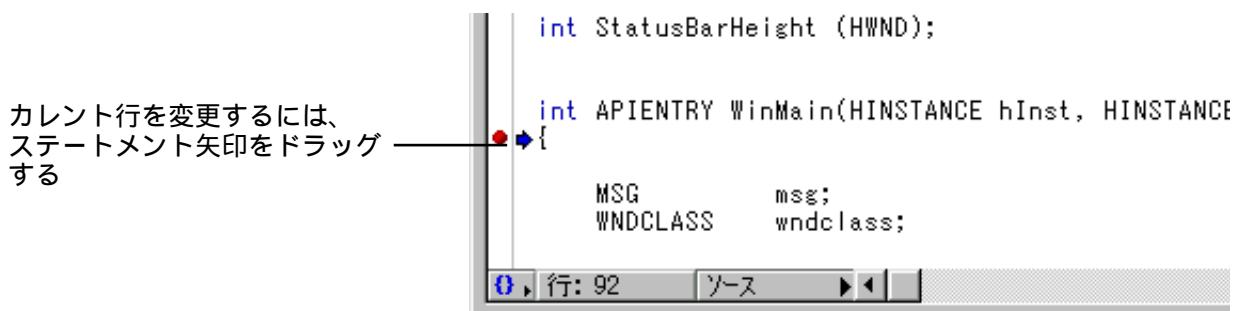 int StatusBarHeight (HWND);
int APIENTRY WinMain(HINSTANCE hInst, HINSTANCE
カレント行を変更するには、
ステートメント矢印をドラッグ
する
{
MSG msg;
WNDCLASS wndclass;
{} 行: 92 ソース